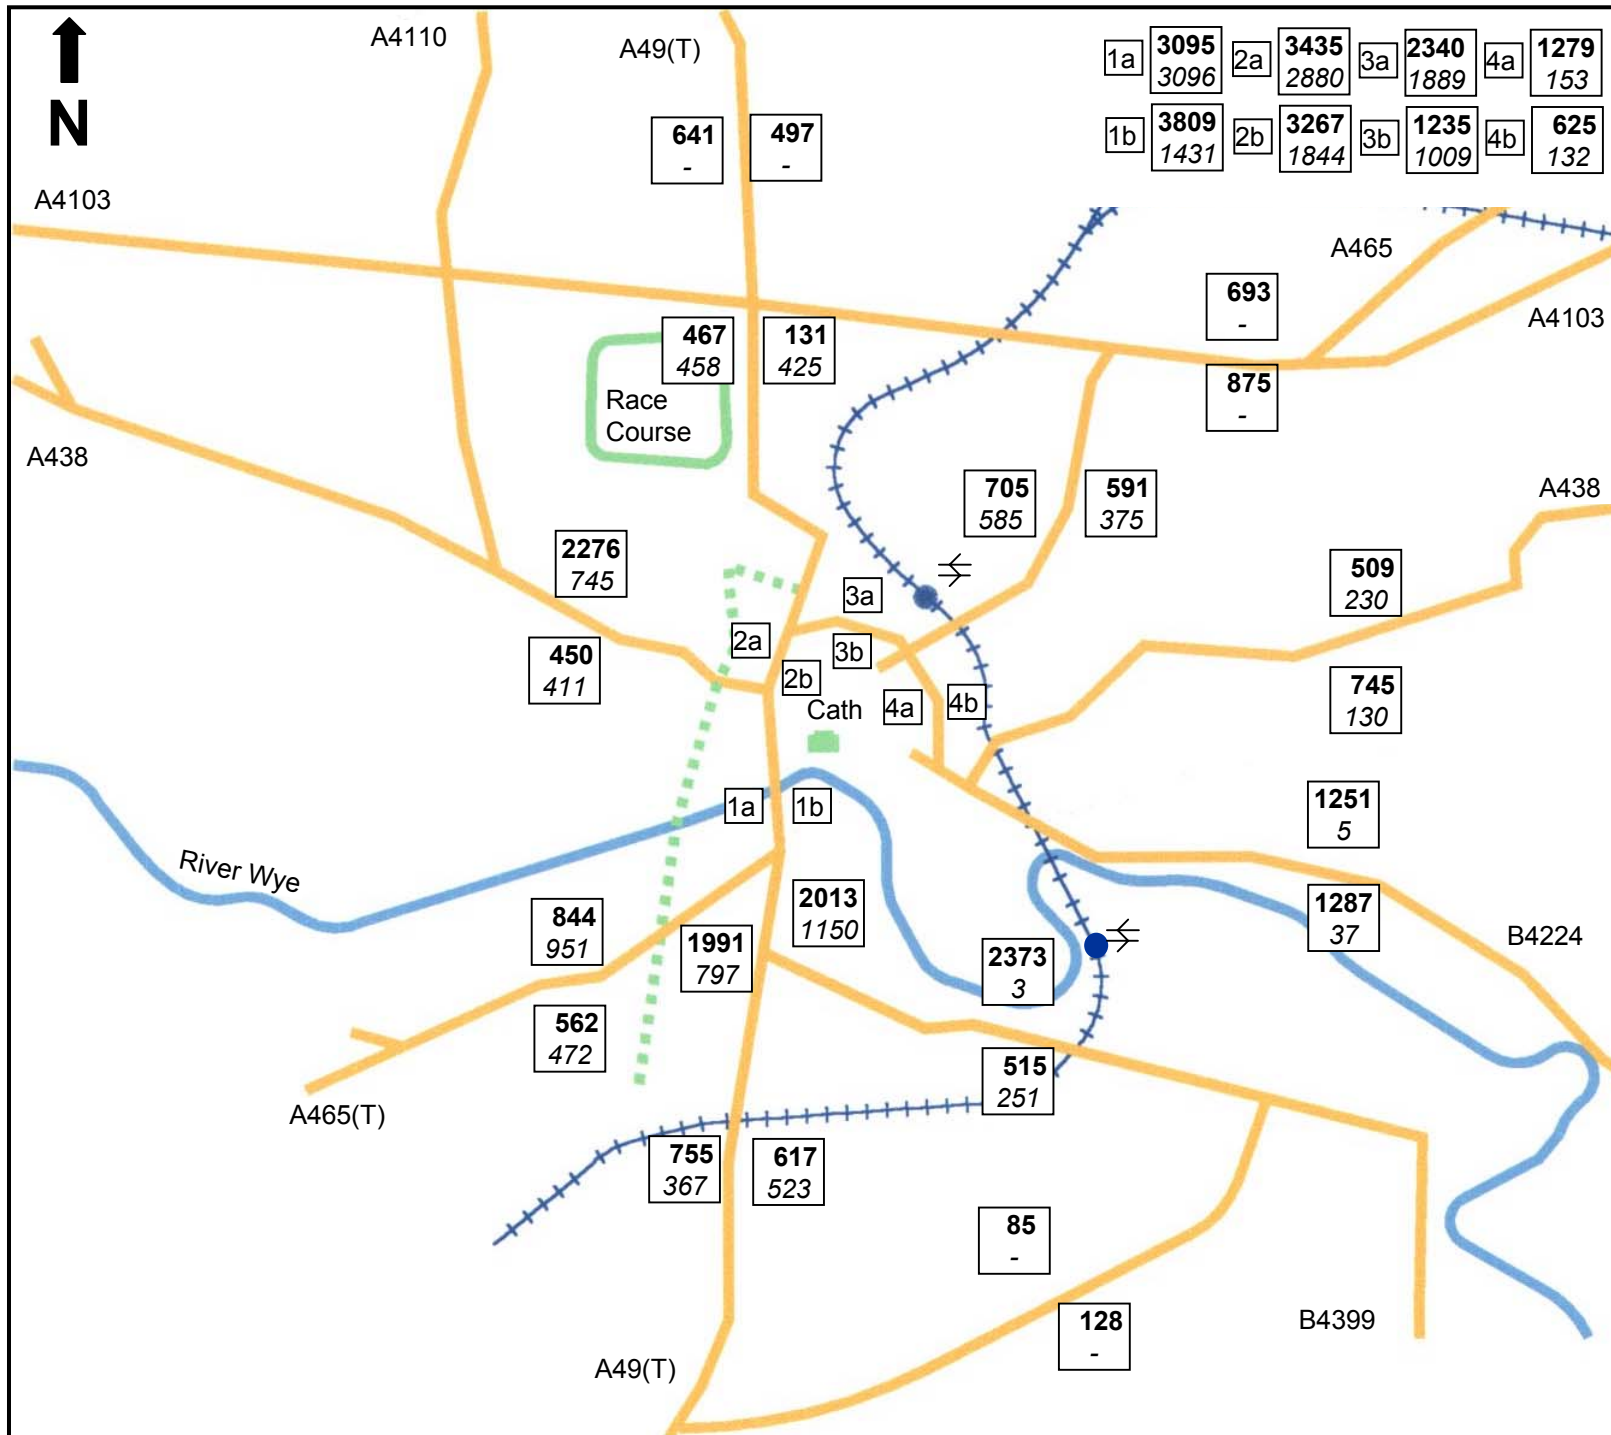 A4110
A49(T)
1a
3095
3096
2a
3435
2880
3a
2340
1889
4a
1279
153
N
1b
3809
1431
2b
3267
1844
3b
1235
1009
4b
625
132
641
-
497
-
A4103
A465
693
-
A4103
467
458
131
425
875
-
Race
Course
A438
705
585
591
375
A438
2276
745
509
230
3a
2a
3b
450
411
2b
4a
4b
Cath
745
130
1a
1b
1251
5
River Wye
844
951
1991
797
2013
1150
1287
37
B4224
2373
3
562
472
515
251
A465(T)
755
367
617
523
85
-
128
-
B4399
A49(T)